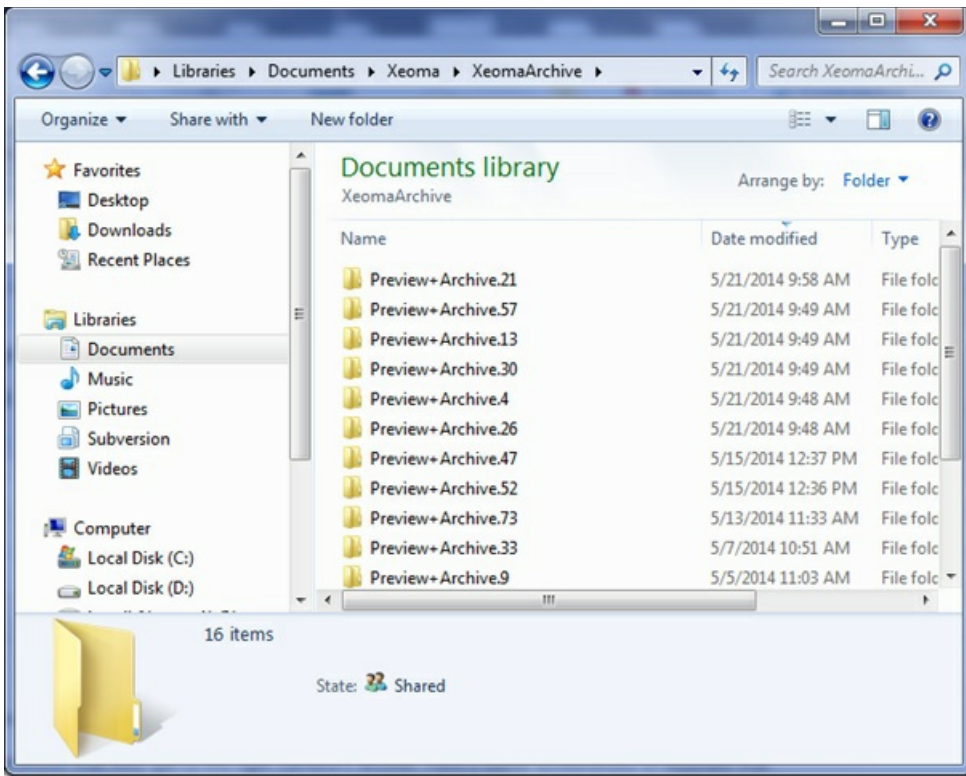 Libraries Documents Xeoma XeomaArchive Search XeomaArchi...
Organize Share with New folder
Favorites
Desktop
Downloads
Recent Places
Libraries
Documents
Music
Pictures
Subversion
Videos
Computer
Local Disk (C:)
Local Disk (D:)
Documents library
XeomaArchive
Arrange by: Folder
Name Date modified Type
Preview+Archive.21 5/21/2014 9:58 AM File folc
Preview+Archive.57 5/21/2014 9:49 AM File folc
Preview+Archive.13 5/21/2014 9:49 AM File folc
Preview+Archive.30 5/21/2014 9:49 AM File folc
Preview+Archive.4 5/21/2014 9:48 AM File folc
Preview+Archive.26 5/21/2014 9:48 AM File folc
Preview+Archive.47 5/15/2014 12:37 PM File folc
Preview+Archive.52 5/15/2014 12:36 PM File folc
Preview+Archive.73 5/13/2014 11:33 AM File folc
Preview+Archive.33 5/7/2014 10:51 AM File folc
Preview+Archive.9 5/5/2014 11:03 AM File folc
16 items
State: Shared